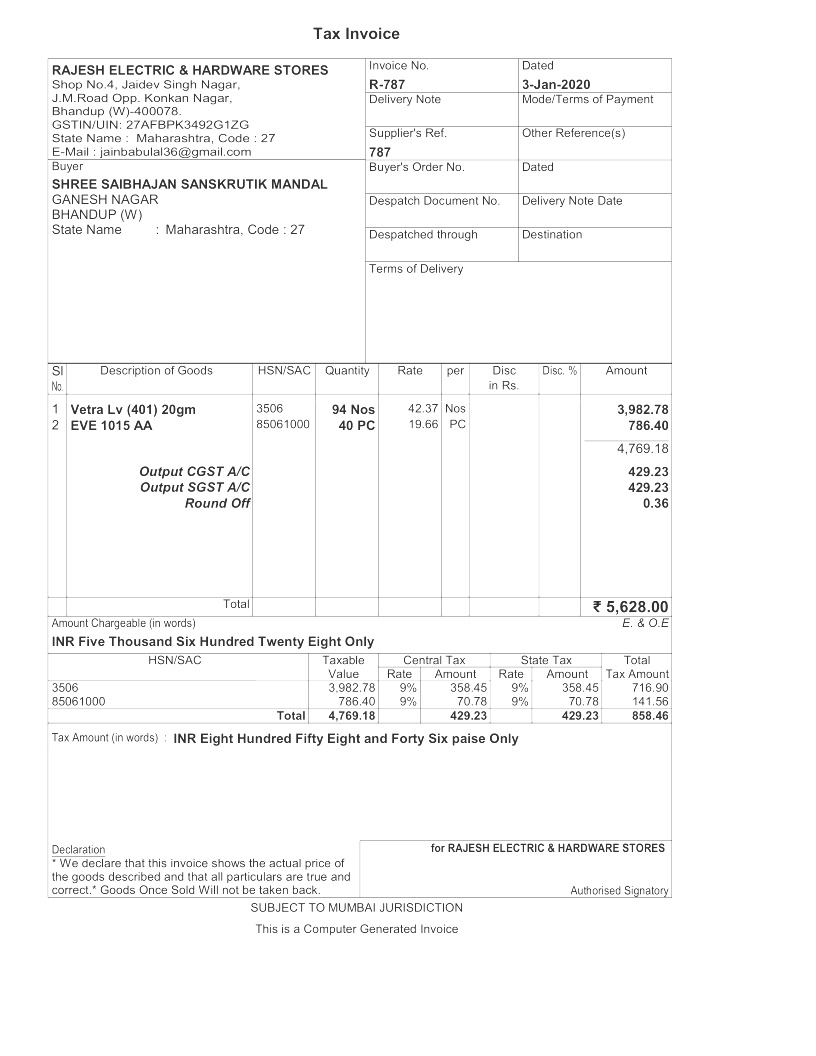 Tax Invoice
RAJESH ELECTRIC & HARDWARE STORES
Shop No.4, Jaidev Singh Nagar,
J.M.Road Opp. Konkan Nagar,
Bhandup (W)-400078.
GSTIN/UIN: 27AFBPK3492G1ZG
State Name : Maharashtra, Code : 27
E-Mail : jainbabulal36@gmail.com
Invoice No. Dated
R-787 3-Jan-2020
Delivery Note Mode/Terms of Payment
Supplier's Ref. Other Reference(s)
787
Buyer
SHREE SAIBHAJAN SANSKRUTIK MANDAL
GANESH NAGAR
BHANDUP (W)
State Name : Maharashtra, Code : 27
Buyer's Order No. Dated
Despatch Document No. Delivery Note Date
Despatched through Destination
Terms of Delivery
Sl Description of Goods HSN/SAC Quantity Rate per Disc Disc. % Amount
No. in Rs.
1 Vetra Lv (401) 20gm 3506 94 Nos 42.37 Nos 3,982.78
2 EVE 1015 AA 85061000 40 PC 19.66 PC 786.40
4,769.18
Output CGST A/C 429.23
Output SGST A/C 429.23
Round Off 0.36
Total ₹ 5,628.00
Amount Chargeable (in words) E. & O.E
INR Five Thousand Six Hundred Twenty Eight Only
HSN/SAC Taxable Central Tax State Tax Total
Value Rate Amount Rate Amount Tax Amount
3506 3,982.78 9% 358.45 9% 358.45 716.90
85061000 786.40 9% 70.78 9% 70.78 141.56
Total 4,769.18 429.23 429.23 858.46
Tax Amount (in words) : INR Eight Hundred Fifty Eight and Forty Six paise Only
Declaration
* We declare that this invoice shows the actual price of
the goods described and that all particulars are true and
correct.* Goods Once Sold Will not be taken back.
for RAJESH ELECTRIC & HARDWARE STORES
Authorised Signatory
SUBJECT TO MUMBAI JURISDICTION
This is a Computer Generated Invoice